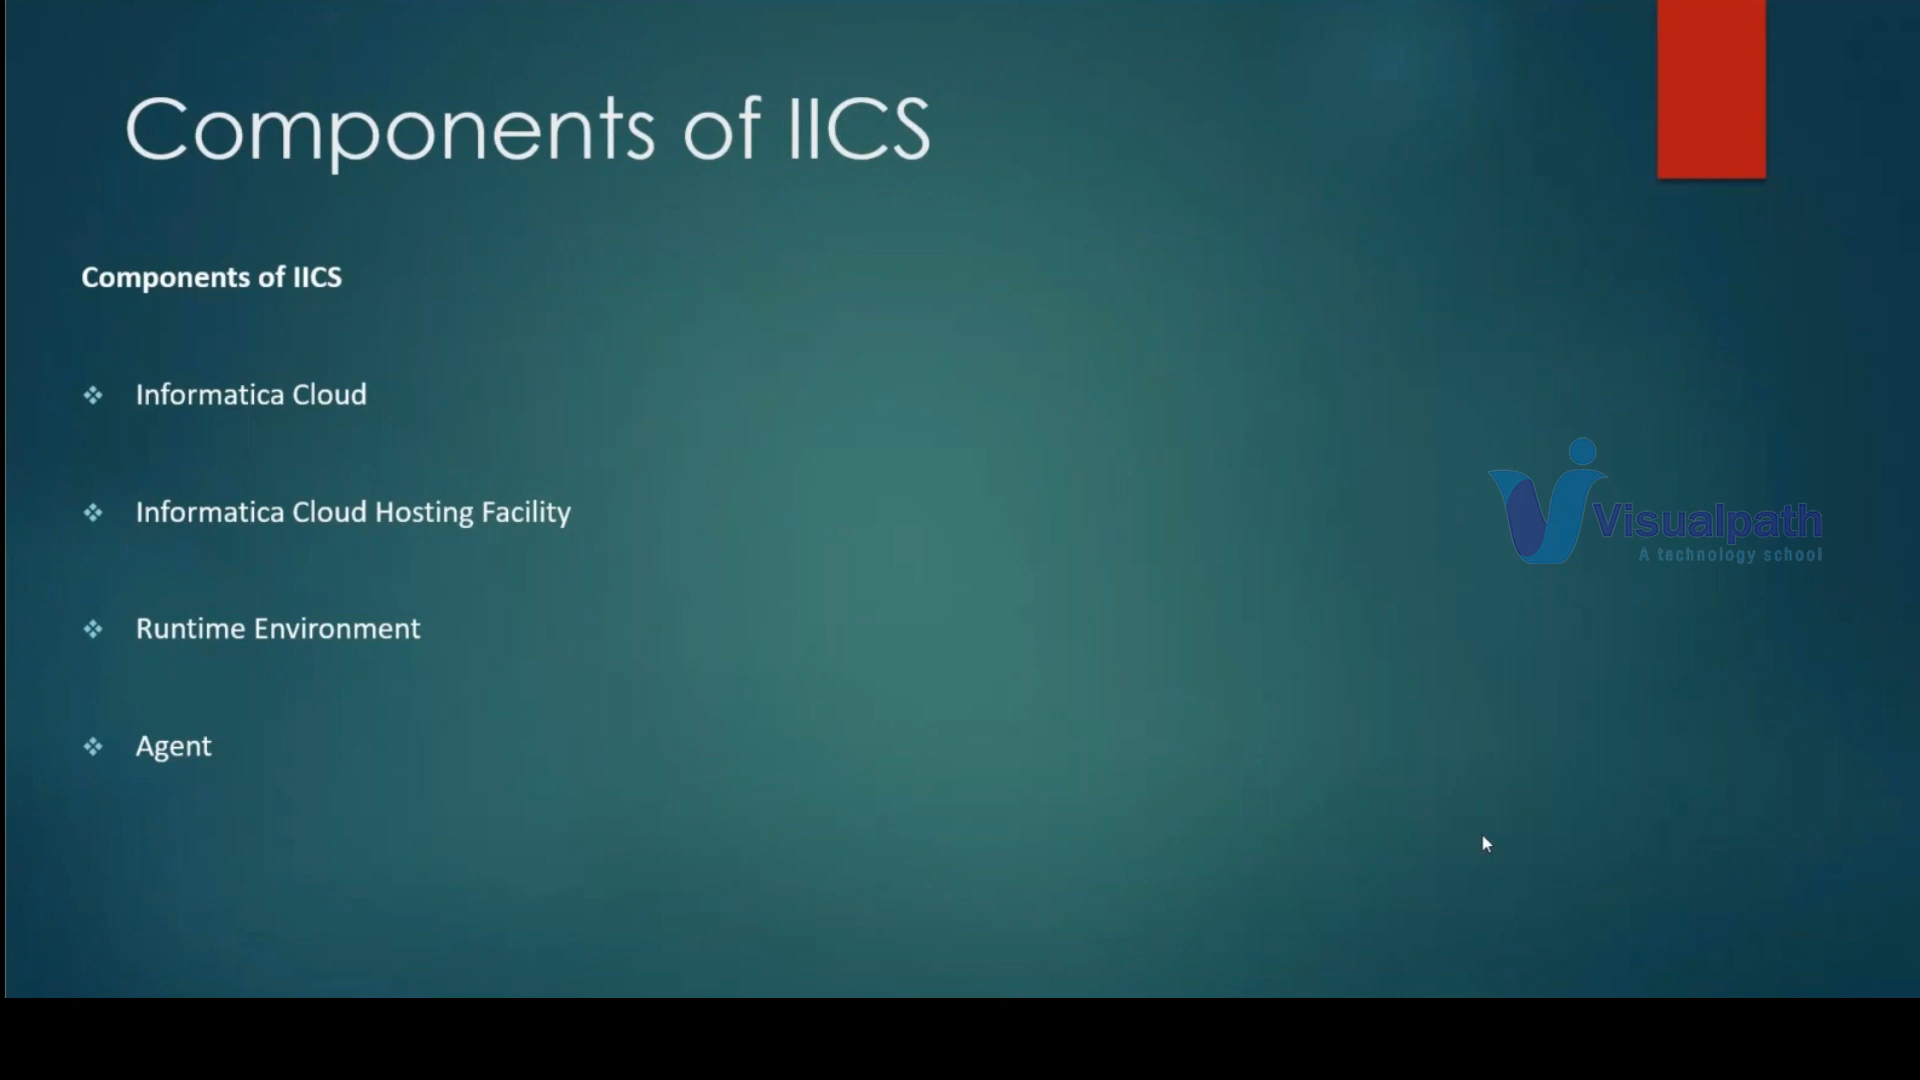 Components of IICS
Components of IICS
Informatica Cloud
Informatica Cloud Hosting Facility
Runtime Environment
Agent
Visualpath
A technology school